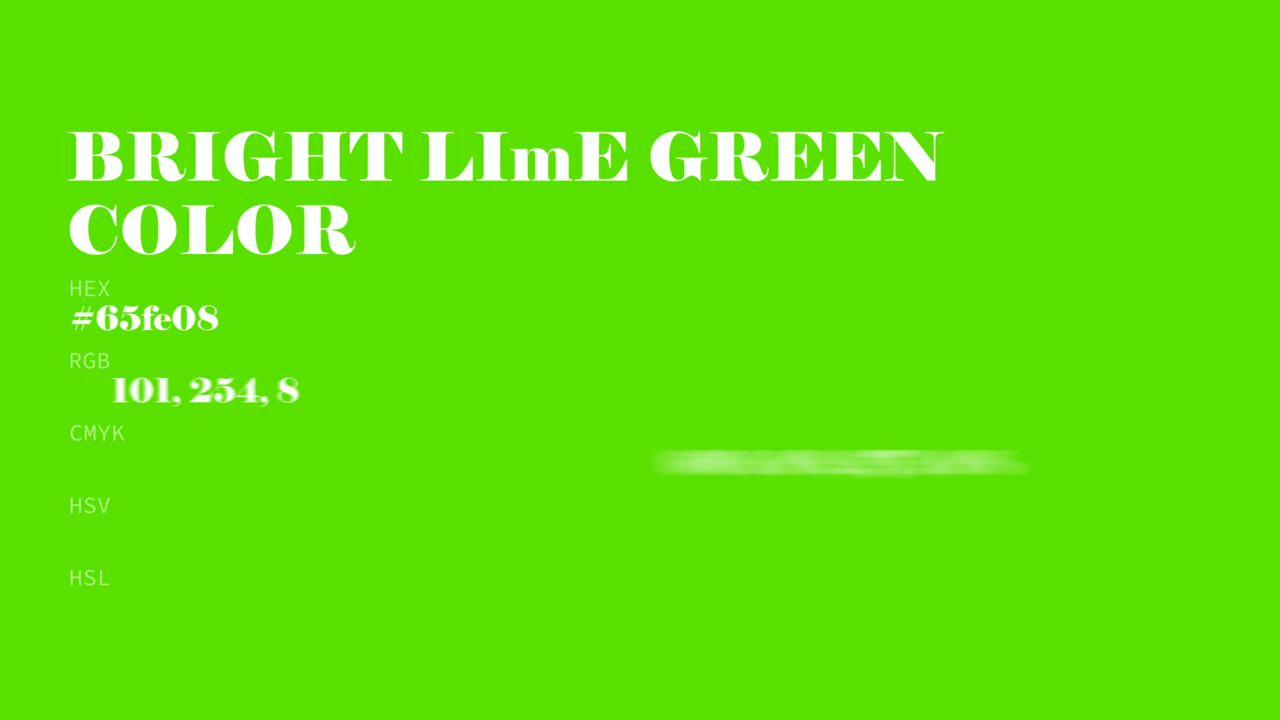 BRIGHT LImE GREEN
COLOR
HEX
#65fe08
RGB
101, 254, 8
CMYK
HSV
HSL